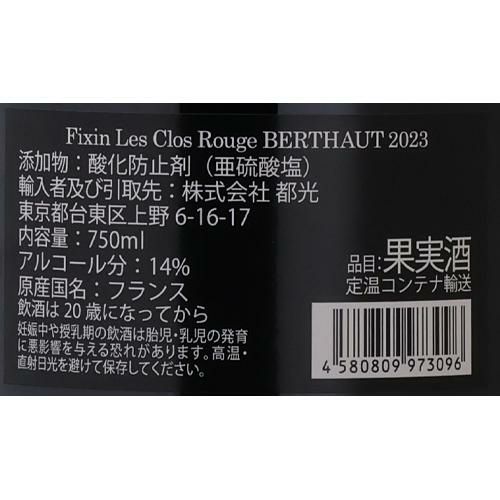 Fixin Les Clos Rouge BERTHAUT 2023
添加物：酸化防止剤（亜硫酸塩）
輸入者及び引取先：株式会社 都光
東京都台東区上野 6-16-17
内容量：750ml
アルコール分：14%
原産国名：フランス
飲酒は 20 歳になってから
妊娠中や授乳期の飲酒は胎児・乳児の発育
に悪影響を与える恐れがあります。高温・
直射日光を避けて保存してください。
品目:果実酒
定温コンテナ輸送
4 580809 973096